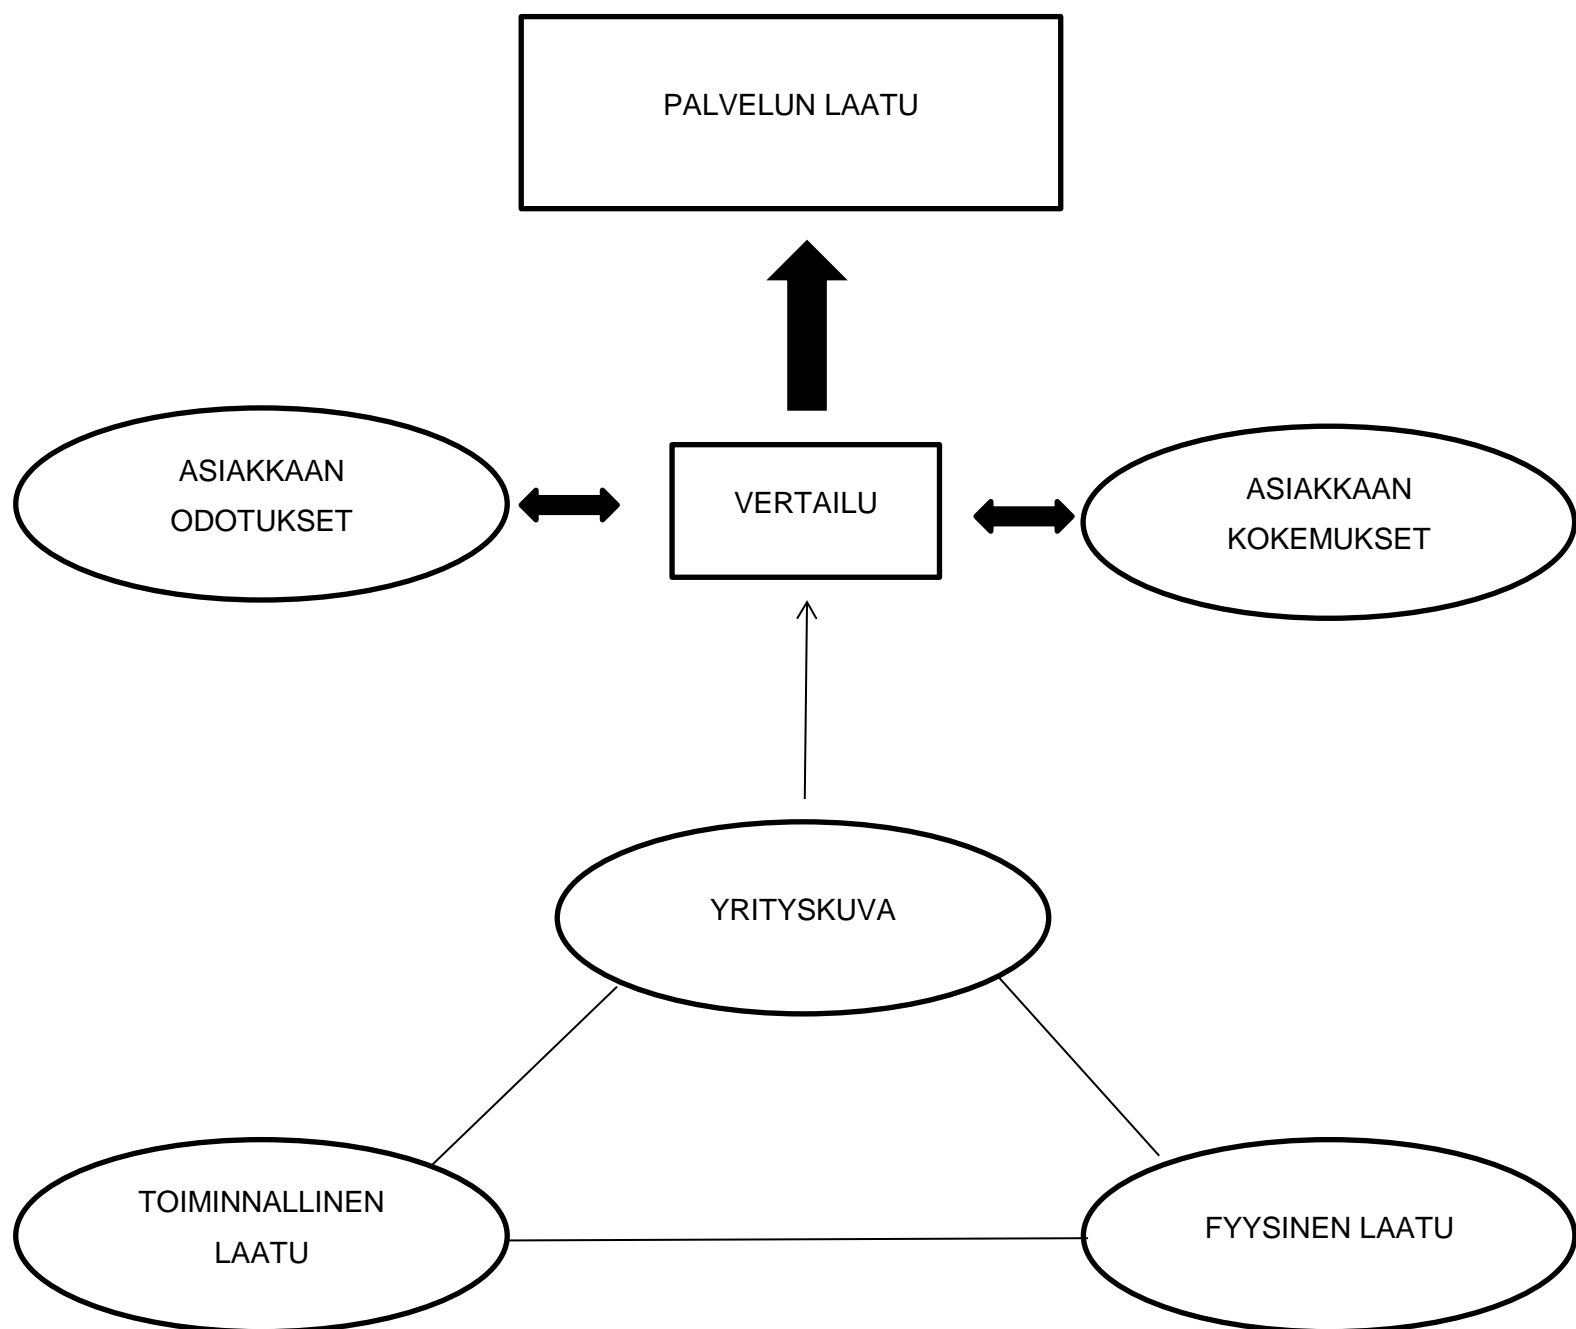 PALVELUN LAATU
ASIAKKAAN
ODOTUKSET
VERTAILU
ASIAKKAAN
KOKEMUKSET
YRITYSKUVA
TOIMINNALLINEN
LAATU
FYYSINEN LAATU